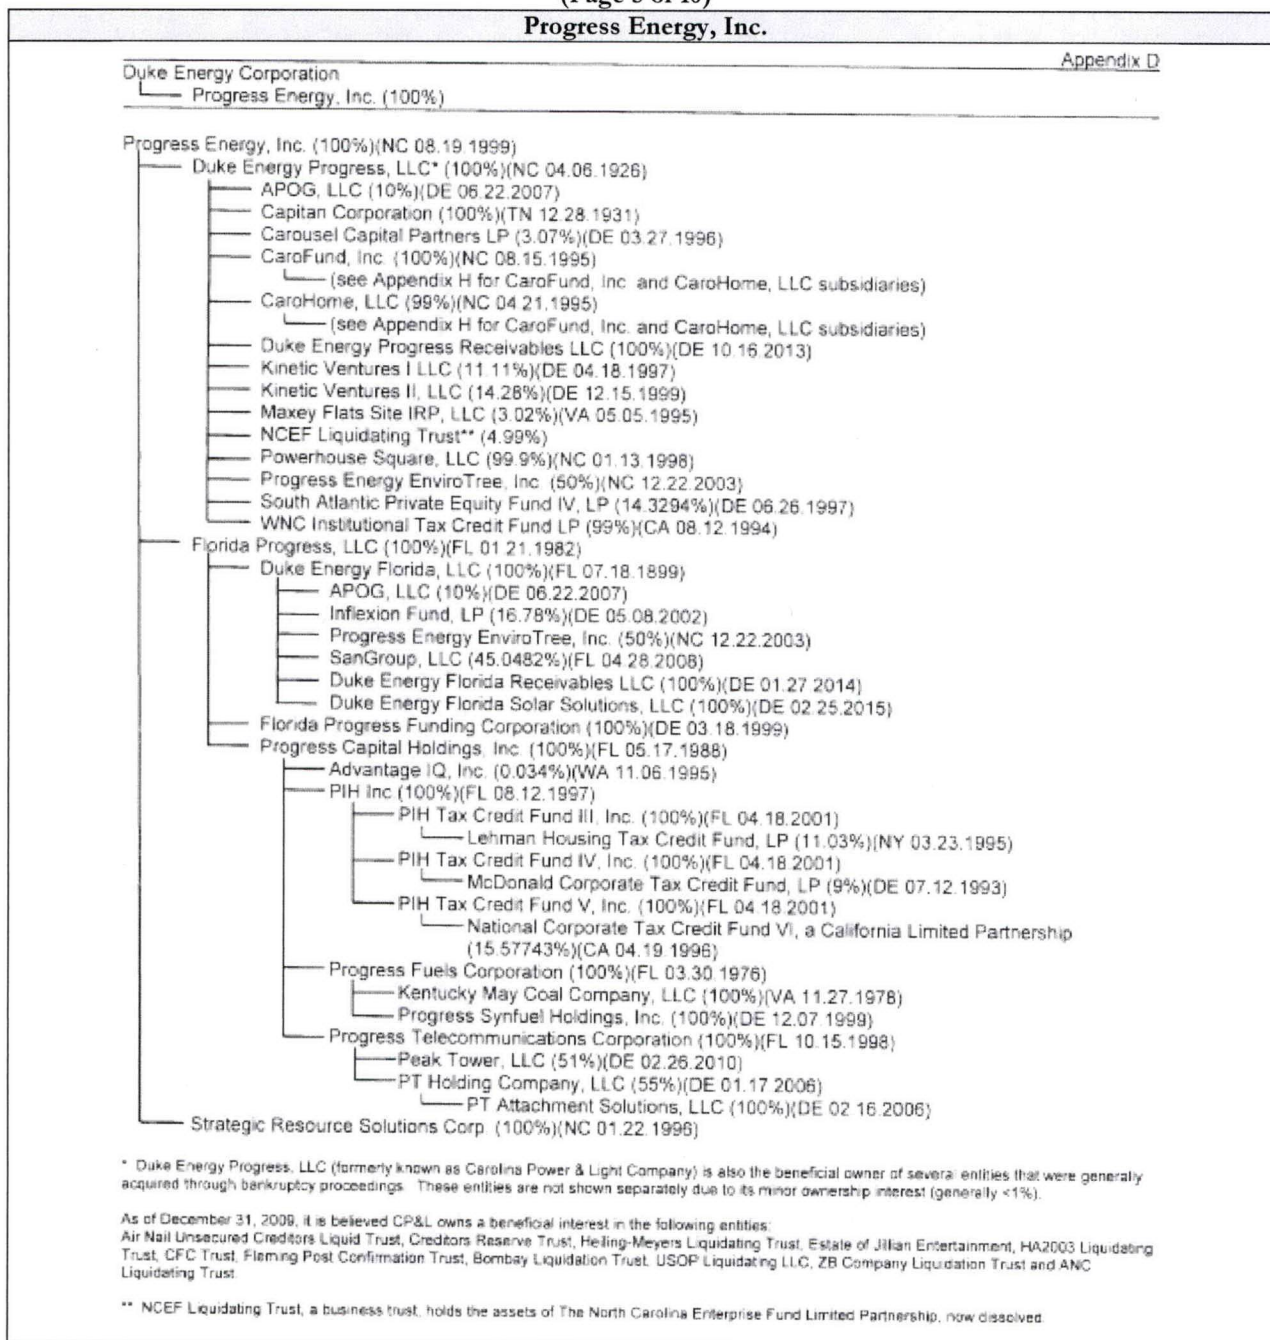 Progress Energy, Inc.
Appendix D
Duke Energy Corporation
Progress Energy, Inc. (100%)
Progress Energy, Inc. (100%)(NC 08.19.1999)
Duke Energy Progress, LLC* (100%)(NC 04.06.1926)
APOG, LLC (10%)(DE 06.22.2007)
Capitan Corporation (100%)(TN 12.28.1931)
Carousel Capital Partners LP (3.07%)(DE 03.27.1996)
CaroFund, Inc. (100%)(NC 08.15.1995)
(see Appendix H for CaroFund, Inc. and CaroHome, LLC subsidiaries)
CaroHome, LLC (99%)(NC 04.21.1995)
(see Appendix H for CaroFund, Inc. and CaroHome, LLC subsidiaries)
Duke Energy Progress Receivables LLC (100%)(DE 10.16.2013)
Kinetic Ventures I LLC (11.11%)(DE 04.18.1997)
Kinetic Ventures II, LLC (14.28%)(DE 12.15.1999)
Maxey Flats Site IRP, LLC (3.02%)(VA 05.05.1995)
NCEF Liquidating Trust** (4.99%)
Powerhouse Square, LLC (99.9%)(NC 01.13.1998)
Progress Energy EnviroTree, Inc. (50%)(NC 12.22.2003)
South Atlantic Private Equity Fund IV, LP (14.3294%)(DE 06.26.1997)
WNC Institutional Tax Credit Fund LP (99%)(CA 08.12.1994)
Florida Progress, LLC (100%)(FL 01.21.1982)
Duke Energy Florida, LLC (100%)(FL 07.18.1899)
APOG, LLC (10%)(DE 06.22.2007)
Inflexion Fund, LP (16.78%)(DE 05.08.2002)
Progress Energy EnviroTree, Inc. (50%)(NC 12.22.2003)
SanGroup, LLC (45.0482%)(FL 04.28.2008)
Duke Energy Florida Receivables LLC (100%)(DE 01.27.2014)
Duke Energy Florida Solar Solutions, LLC (100%)(DE 02.25.2015)
Florida Progress Funding Corporation (100%)(DE 03.18.1999)
Progress Capital Holdings, Inc. (100%)(FL 05.17.1988)
Advantage IQ, Inc. (0.034%)(WA 11.06.1995)
PIH Inc (100%)(FL 08.12.1997)
PIH Tax Credit Fund III, Inc. (100%)(FL 04.18.2001)
Lehman Housing Tax Credit Fund, LP (11.03%)(NY 03.23.1995)
PIH Tax Credit Fund IV, Inc. (100%)(FL 04.18.2001)
McDonald Corporate Tax Credit Fund, LP (9%)(DE 07.12.1993)
PIH Tax Credit Fund V, Inc. (100%)(FL 04.18.2001)
National Corporate Tax Credit Fund VI, a California Limited Partnership
(15.57743%)(CA 04.19.1996)
Progress Fuels Corporation (100%)(FL 03.30.1976)
Kentucky May Coal Company, LLC (100%)(VA 11.27.1978)
Progress Synfuel Holdings, Inc. (100%)(DE 12.07.1999)
Progress Telecommunications Corporation (100%)(FL 10.15.1998)
Peak Tower, LLC (51%)(DE 02.26.2010)
PT Holding Company, LLC (55%)(DE 01.17.2006)
PT Attachment Solutions, LLC (100%)(DE 02.16.2006)
Strategic Resource Solutions Corp. (100%)(NC 01.22.1996)
* Duke Energy Progress, LLC (formerly known as Carolina Power & Light Company) is also the beneficial owner of several entities that were generally
acquired through bankruptcy proceedings. These entities are not shown separately due to its minor ownership interest (generally <1%).
As of December 31, 2009, it is believed CP&L owns a beneficial interest in the following entities:
Air Nail Unsecured Creditors Liquid Trust, Creditors Reserve Trust, Heilig-Meyers Liquidating Trust, Estate of Jillian Entertainment, HA2003 Liquidating
Trust, CFC Trust, Fleming Post Confirmation Trust, Bombay Liquidation Trust, USOP Liquidating LLC, ZB Company Liquidation Trust and ANC
Liquidating Trust.
** NCEF Liquidating Trust, a business trust, holds the assets of The North Carolina Enterprise Fund Limited Partnership, now dissolved.